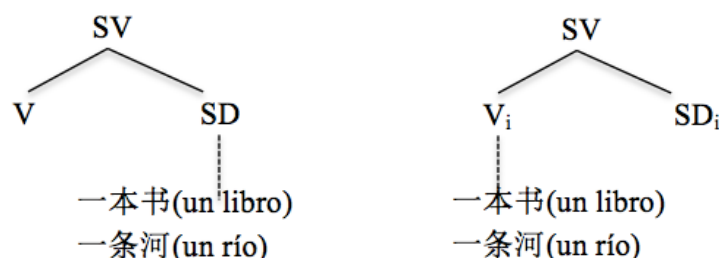 SV SV
V SD Vᵢ SDᵢ
一本书(un libro) 一本书(un libro)
一条河(un río) 一条河(un río)